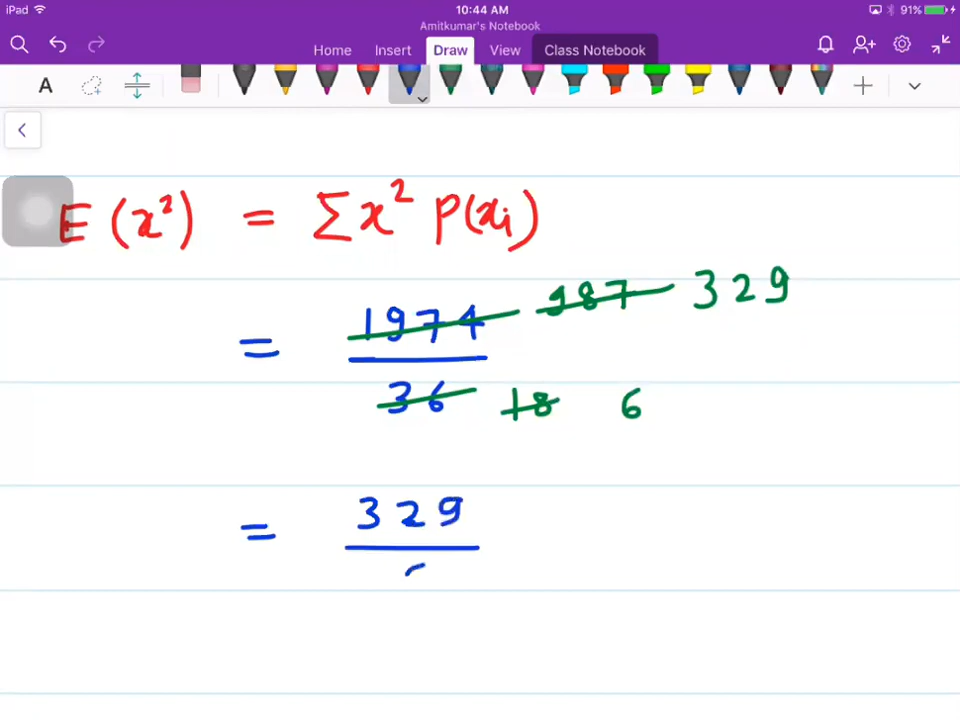 iPad 10:44 AM 91%
Amitkumar's Notebook
Home Insert Draw View Class Notebook
A
E (x²) = Σx² P(xi)
= 1974 987 329
36 18 6
= 329